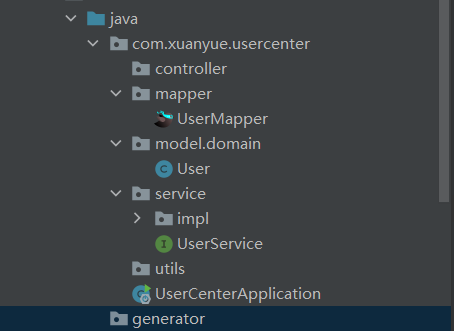 java
com.xuanyue.usercenter
controller
mapper
UserMapper
model.domain
User
service
impl
UserService
utils
UserCenterApplication
generator